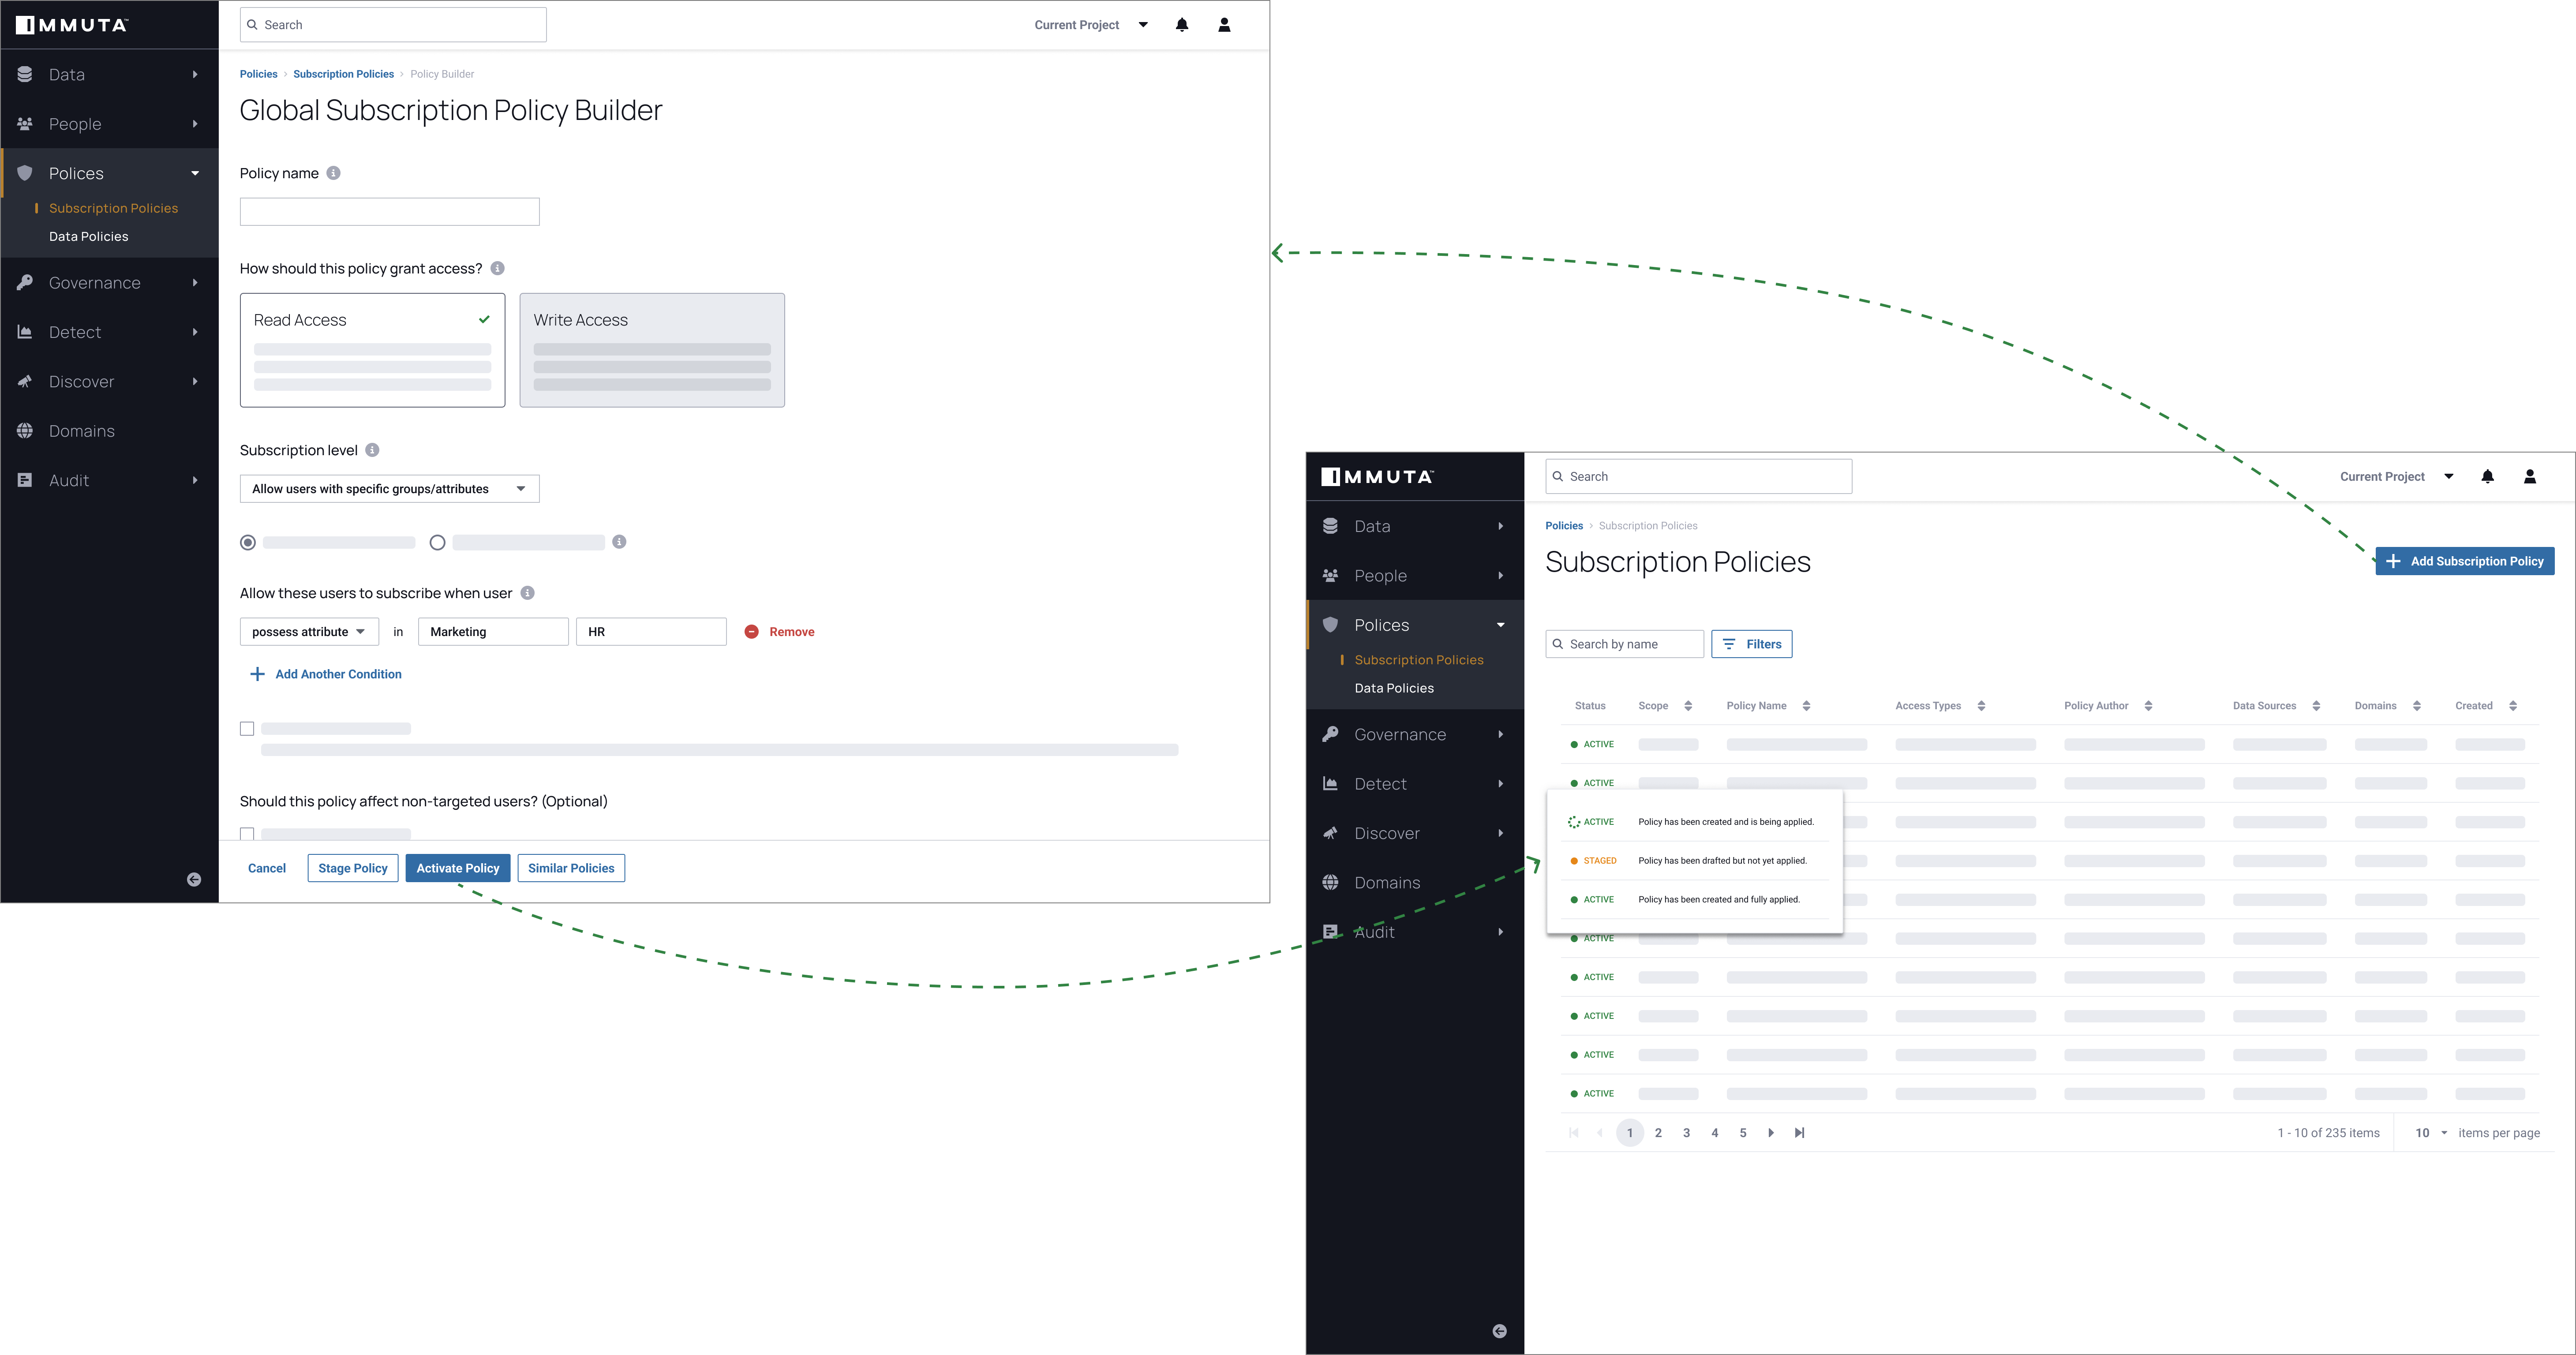 IMMUTA™
Search
Current Project
Data
People
Polices
Subscription Policies
Data Policies
Governance
Detect
Discover
Domains
Audit
Policies › Subscription Policies › Policy Builder
Global Subscription Policy Builder
Policy name
How should this policy grant access?
Read Access
Write Access
Subscription level
Allow users with specific groups/attributes
Allow these users to subscribe when user
possess attribute in Marketing HR Remove
Add Another Condition
Should this policy affect non-targeted users? (Optional)
Cancel Stage Policy Activate Policy Similar Policies
IMMUTA™
Search
Current Project
Data
People
Polices
Subscription Policies
Data Policies
Governance
Detect
Discover
Domains
Audit
Policies › Subscription Policies
Subscription Policies
Add Subscription Policy
Search by name
Filters
Status Scope Policy Name Access Types Policy Author Data Sources Domains Created
ACTIVE
ACTIVE
ACTIVE Policy has been created and is being applied.
STAGED Policy has been drafted but not yet applied.
ACTIVE Policy has been created and fully applied.
ACTIVE
ACTIVE
ACTIVE
ACTIVE
ACTIVE
1 2 3 4 5
1 - 10 of 235 items
10 items per page